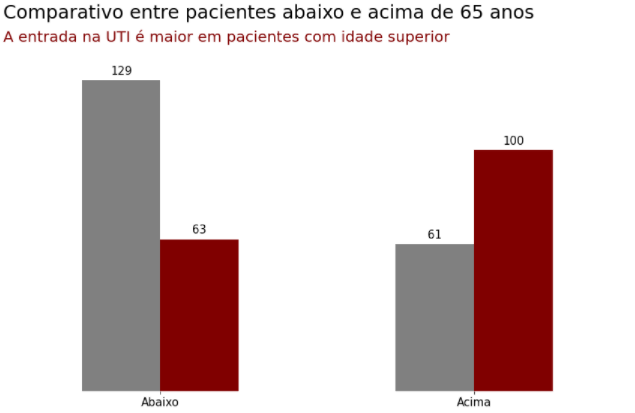 Comparativo entre pacientes abaixo e acima de 65 anos
A entrada na UTI é maior em pacientes com idade superior
129
63
100
61
Abaixo
Acima